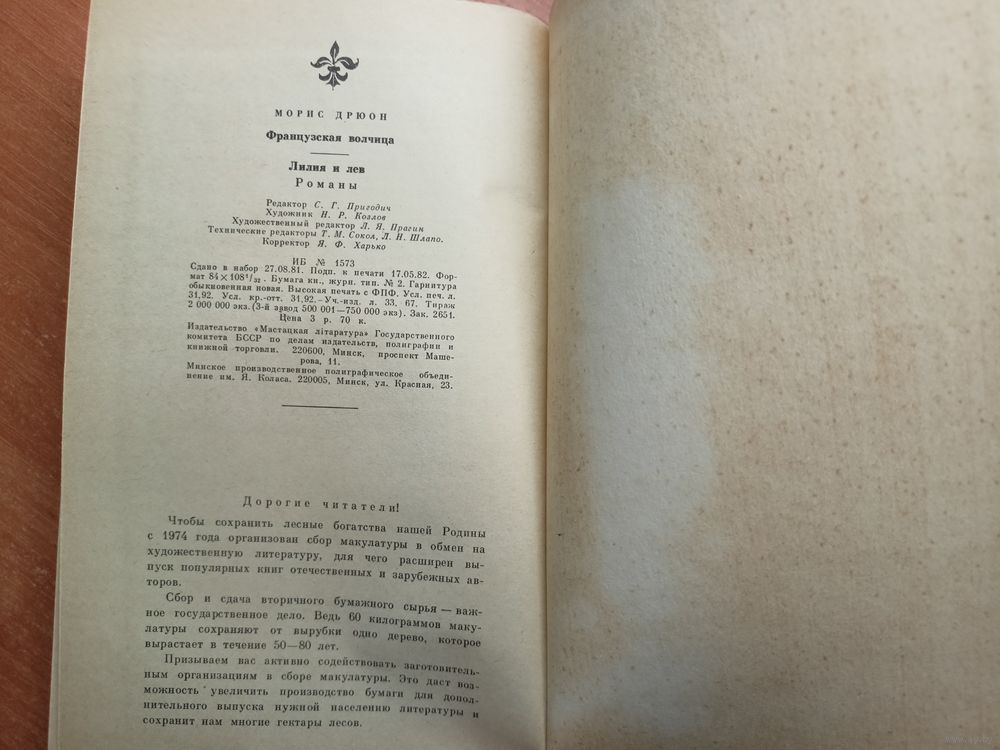 МОРИС ДРЮОН
Французская волчица
Лилия и лев
Романы
Редактор С. Г. Пригодич
Художник Н. Р. Козлов
Художественный редактор Л. Я. Прагин
Технические редакторы Т. М. Сокол, Л. Н. Шлапо.
Корректор Я. Ф. Харько
ИБ № 1573
Сдано в набор 27.08.81. Подп. к печати 17.05.82. Фор-
мат 84×108¹/₃₂. Бумага кн., журн. тип. № 2. Гарнитура
обыкновенная новая. Высокая печать с ФПФ. Усл. печ. л.
31,92. Усл. кр.-отт. 31,92.-Уч.-изд. л. 33. 67. Тираж
2 000 000 экз.(3-й завод 500 001—750 000 экз). Зак. 2651.
Цена 3 р. 70 к.
Издательство «Мастацкая літаратура» Государственного
комитета БССР по делам издательств, полиграфии и
книжной торговли. 220600, Минск, проспект Маше-
рова, 11.
Минское производственное полиграфическое объеди-
нение им. Я. Коласа. 220005, Минск, ул. Красная, 23.
Дорогие читатели!
Чтобы сохранить лесные богатства нашей Родины
с 1974 года организован сбор макулатуры в обмен на
художественную литературу, для чего расширен вы-
пуск популярных книг отечественных и зарубежных ав-
торов.
Сбор и сдача вторичного бумажного сырья — важ-
ное государственное дело. Ведь 60 килограммов маку-
латуры сохраняют от вырубки одно дерево, которое
вырастает в течение 50—80 лет.
Призываем вас активно содействовать заготовитель-
ным организациям в сборе макулатуры. Это даст воз-
можность увеличить производство бумаги для допол-
нительного выпуска нужной населению литературы и
сохранит нам многие гектары лесов.